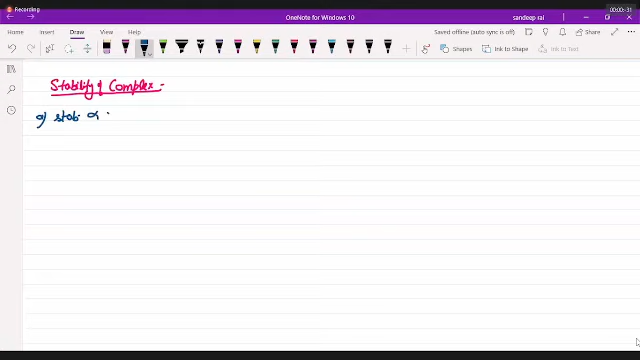 Recording
00:00:31
OneNote for Windows 10
sandeep rai
Home Insert Draw View Help
Saved offline (auto sync is off)
Share
Shapes Ink to Shape Ink to Text
Stability of Complex:-
a) stab. ∝